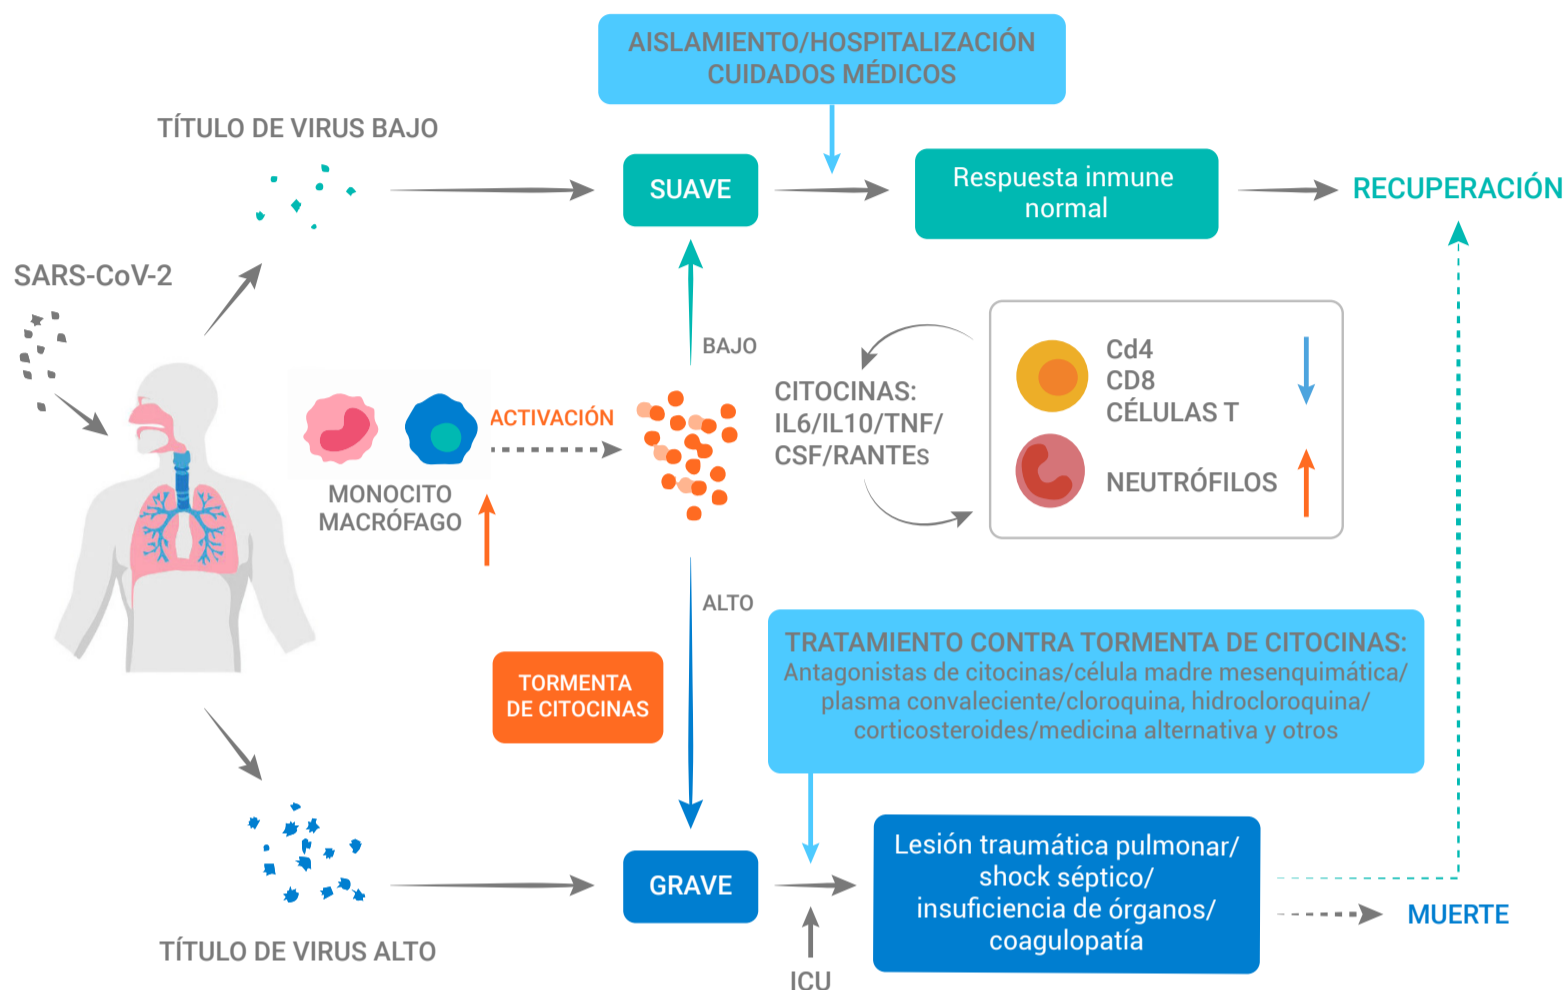 AISLAMIENTO/HOSPITALIZACIÓN
CUIDADOS MÉDICOS
TÍTULO DE VIRUS BAJO
SUAVE
Respuesta inmune
normal
RECUPERACIÓN
SARS-CoV-2
BAJO
Cd4
CD8
CÉLULAS T
CITOCINAS:
IL6/IL10/TNF/
CSF/RANTEs
NEUTRÓFILOS
ACTIVACIÓN
MONOCITO
MACRÓFAGO
ALTO
TORMENTA
DE CITOCINAS
TRATAMIENTO CONTRA TORMENTA DE CITOCINAS:
Antagonistas de citocinas/célula madre mesenquimática/
plasma convaleciente/cloroquina, hidrocloroquina/
corticosteroides/medicina alternativa y otros
GRAVE
Lesión traumática pulmonar/
shock séptico/
insuficiencia de órganos/
coagulopatía
MUERTE
TÍTULO DE VIRUS ALTO
ICU